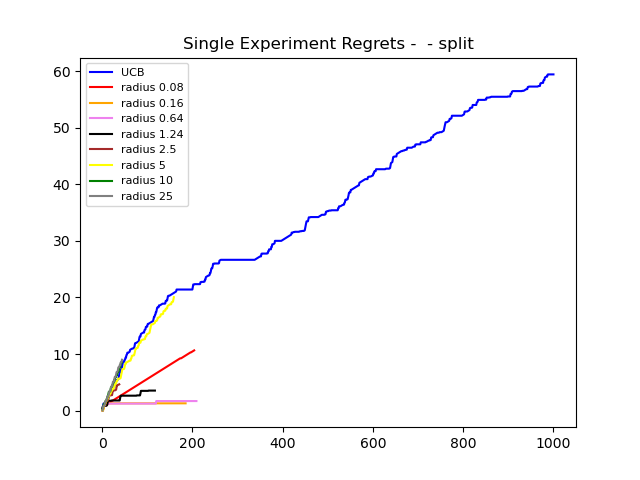 Single Experiment Regrets -  - split
UCB
radius 0.08
radius 0.16
radius 0.64
radius 1.24
radius 2.5
radius 5
radius 10
radius 25
60
50
40
30
20
10
0
0 200 400 600 800 1000